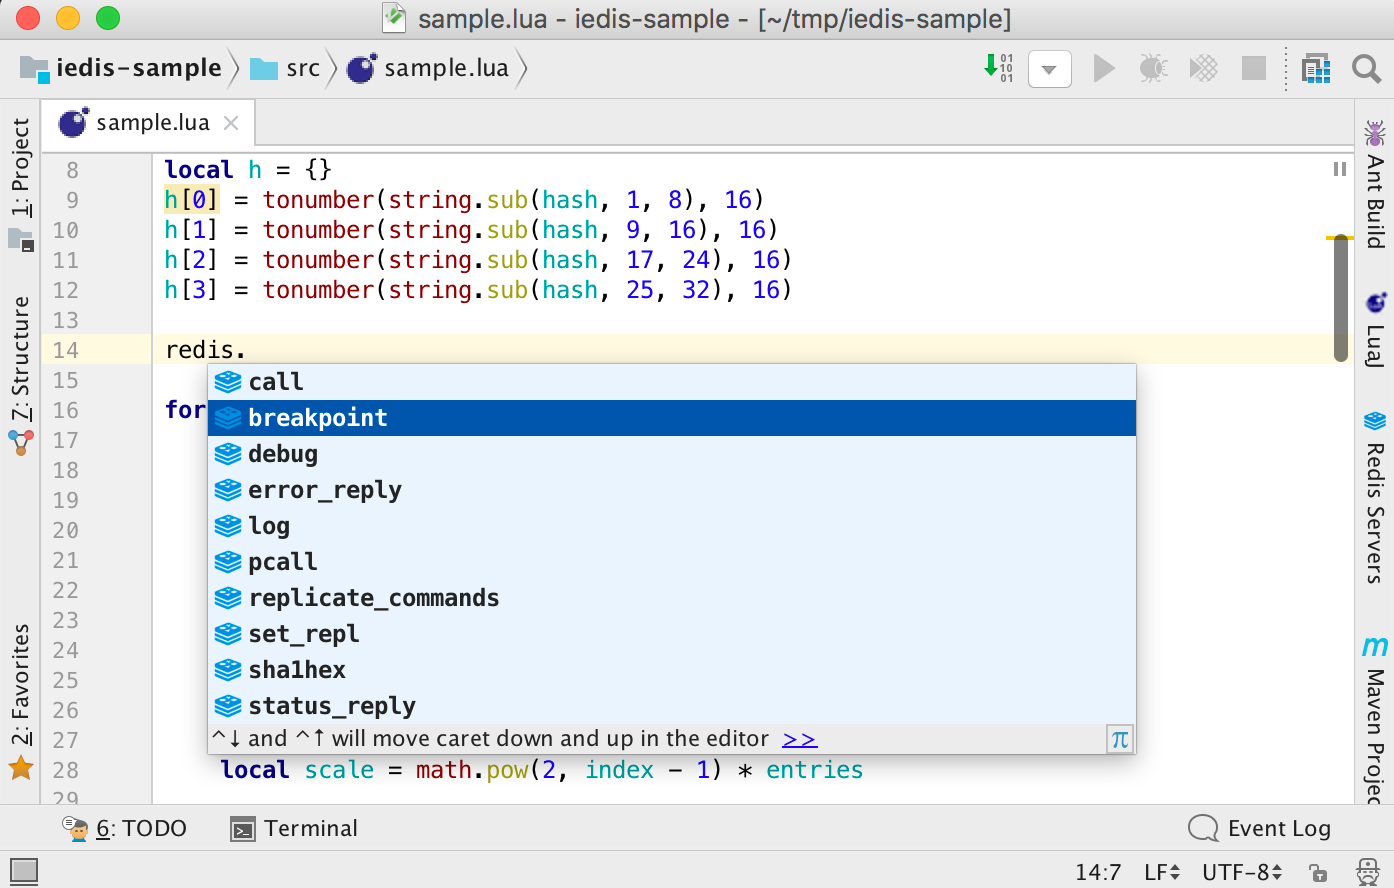 sample.lua - iedis-sample - [~/tmp/iedis-sample]
iedis-sample src sample.lua
01
10
01
sample.lua
1: Project
7: Structure
2: Favorites
8 local h = {}
9 h[0] = tonumber(string.sub(hash, 1, 8), 16)
10 h[1] = tonumber(string.sub(hash, 9, 16), 16)
11 h[2] = tonumber(string.sub(hash, 17, 24), 16)
12 h[3] = tonumber(string.sub(hash, 25, 32), 16)
13
14 redis.
15
16 for
17
18
19
20
21
22
23
24
25
26
27
28 local scale = math.pow(2, index - 1) * entries
29
call
breakpoint
debug
error_reply
log
pcall
replicate_commands
set_repl
sha1hex
status_reply
^↓ and ^↑ will move caret down and up in the editor >>
π
Ant Build
LuaJ
Redis Servers
m
Maven Projec
6: TODO Terminal Event Log
14:7 LF UTF-8